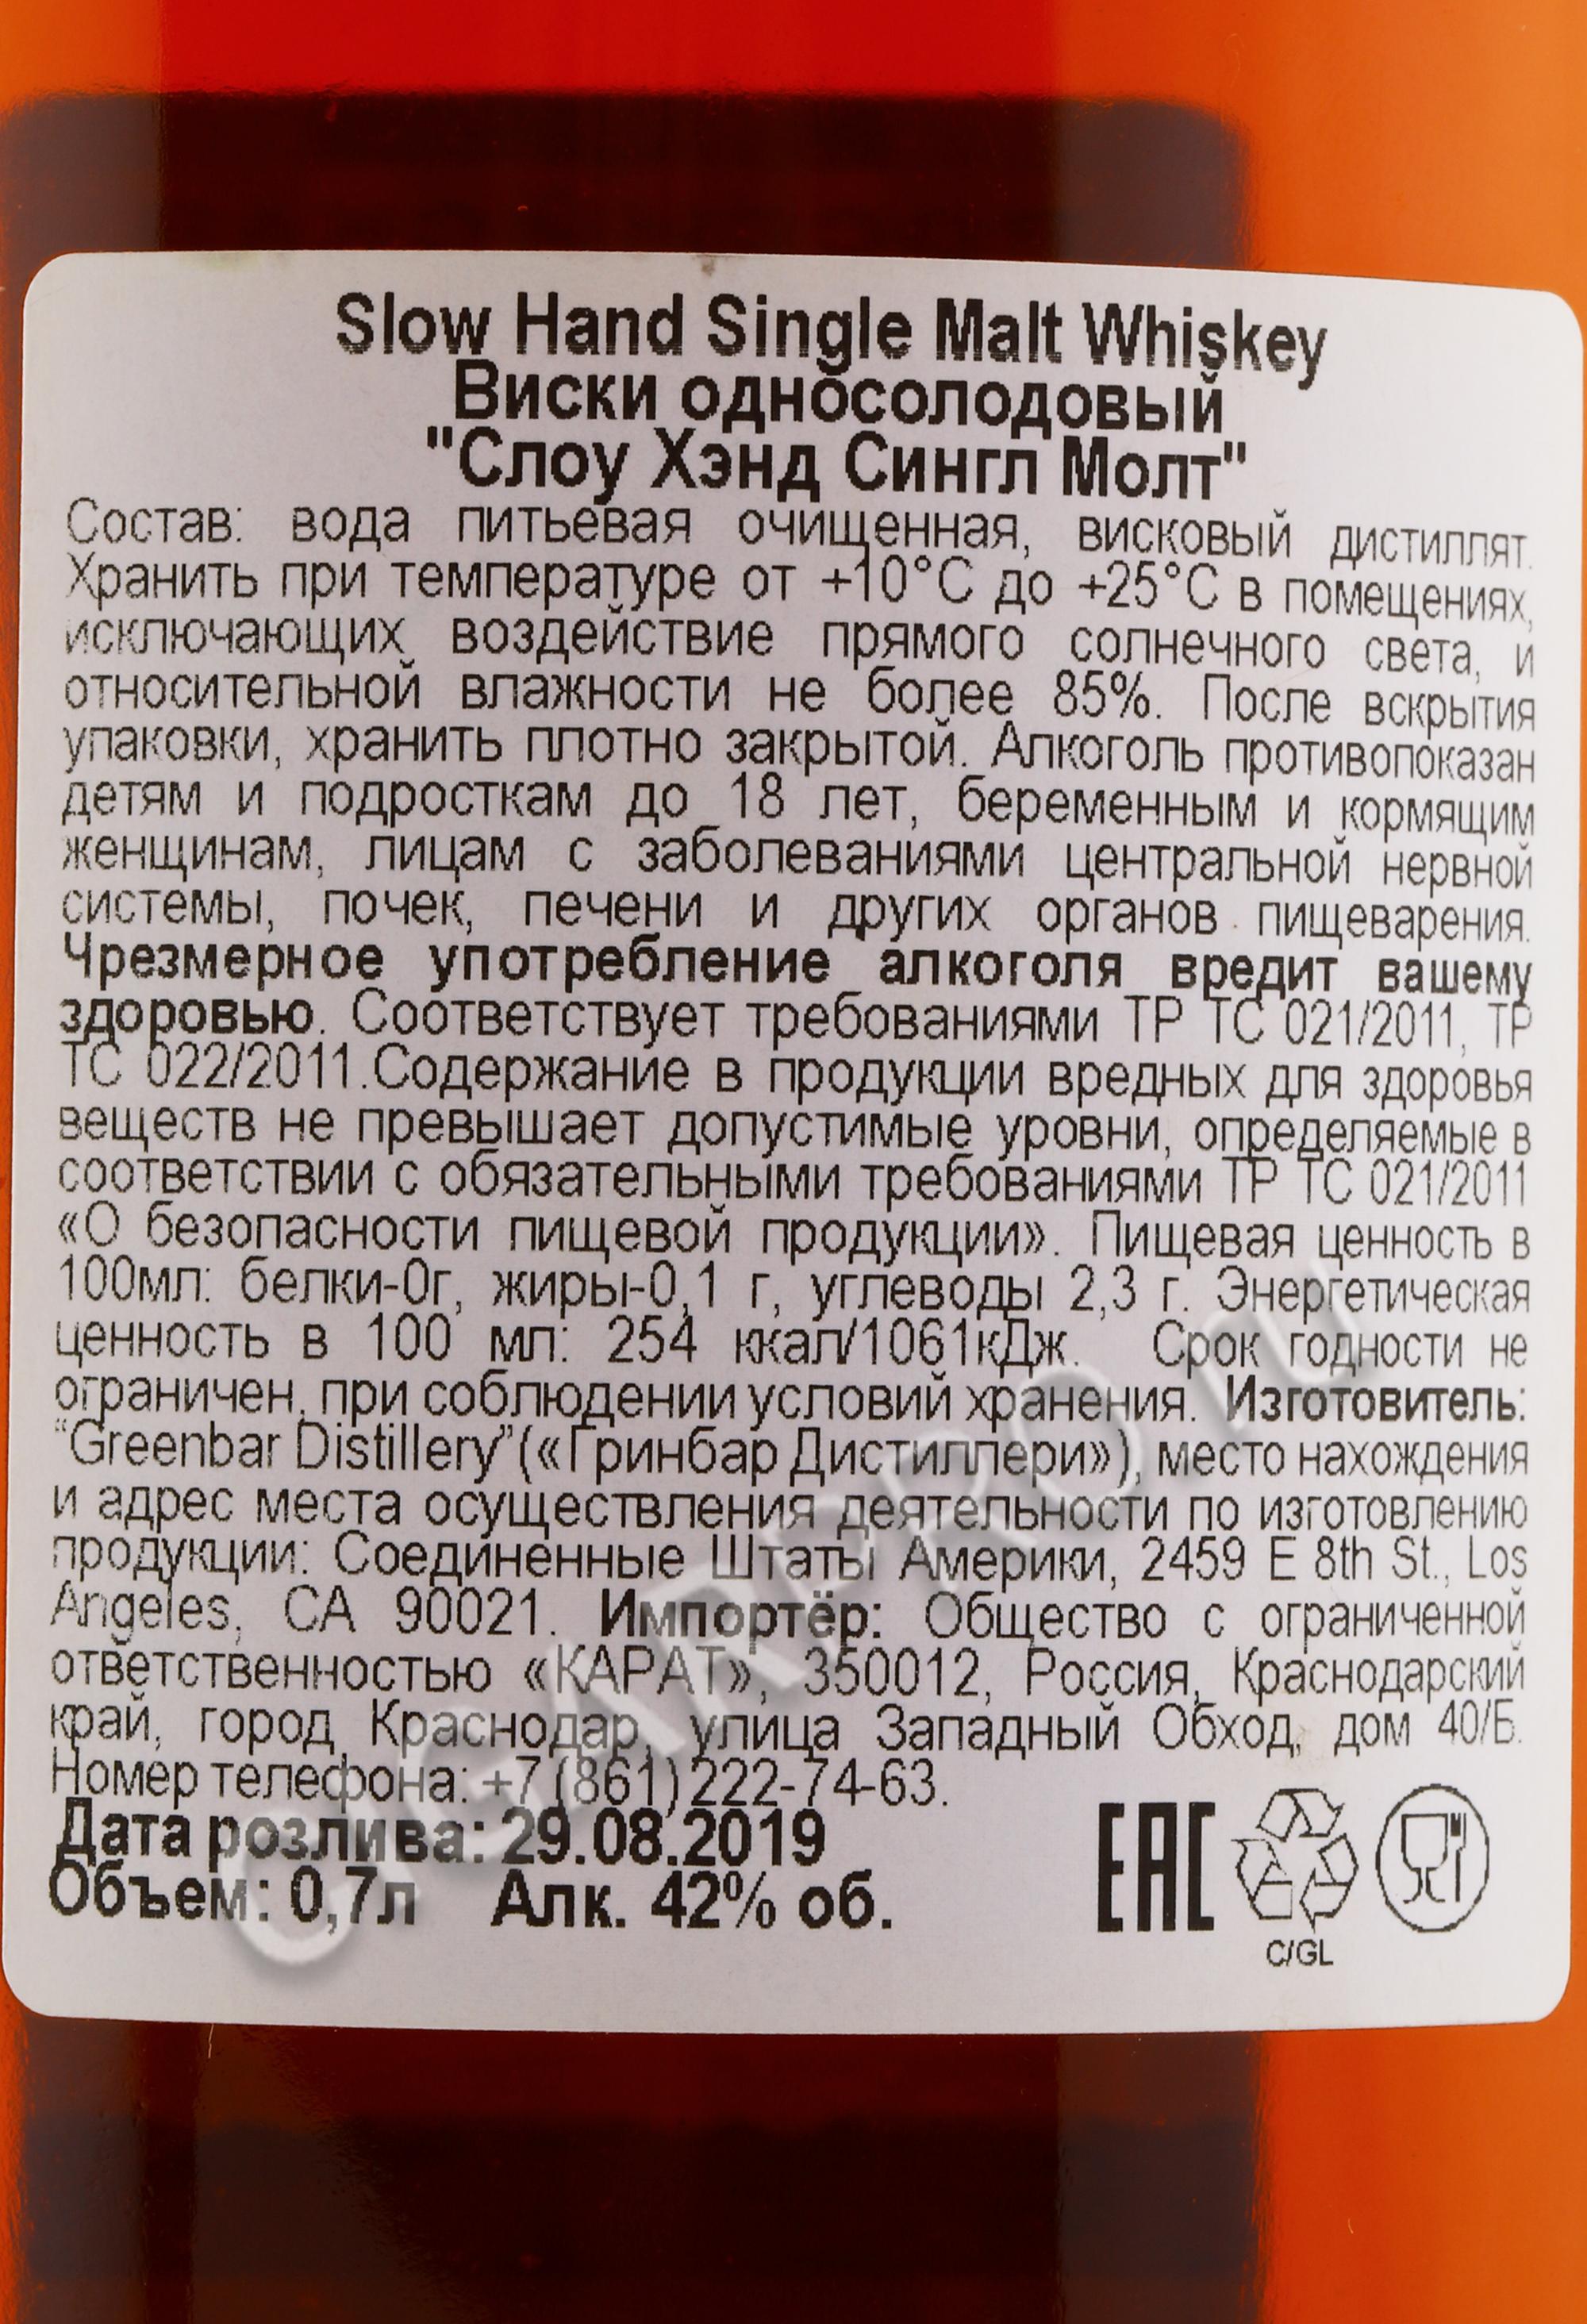 Slow Hand Single Malt Whiskey
Виски односолодовый
"Слоу Хэнд Сингл Молт"
Состав: вода питьевая очищенная, висковый дистиллят.
Хранить при температуре от +10°С до +25°С в помещениях,
исключающих воздействие прямого солнечного света, и
относительной влажности не более 85%. После вскрытия
упаковки, хранить плотно закрытой. Алкоголь противопоказан
детям и подросткам до 18 лет, беременным и кормящим
женщинам, лицам с заболеваниями центральной нервной
системы, почек, печени и других органов пищеварения.
Чрезмерное употребление алкоголя вредит вашему
здоровью. Соответствует требованиями ТР ТС 021/2011, ТР
ТС 022/2011.Содержание в продукции вредных для здоровья
веществ не превышает допустимые уровни, определяемые в
соответствии с обязательными требованиями ТР ТС 021/2011
«О безопасности пищевой продукции». Пищевая ценность в
100мл: белки-0г, жиры-0,1 г, углеводы 2,3 г. Энергетическая
ценность в 100 мл: 254 ккал/1061кДж. Срок годности не
ограничен, при соблюдении условий хранения. Изготовитель:
“Greenbar Distillery”(«Гринбар Дистиллери»), место нахождения
и адрес места осуществления деятельности по изготовлению
продукции: Соединенные Штаты Америки, 2459 E 8th St., Los
Angeles, CA 90021. Импортёр: Общество с ограниченной
ответственностью «КАРАТ», 350012, Россия, Краснодарский
край, город Краснодар, улица Западный Обход, дом 40/Б.
Номер телефона: +7 (861) 222-74-63.
Дата розлива: 29.08.2019
Объем: 0,7л Алк. 42% об.
EAC
C/GL